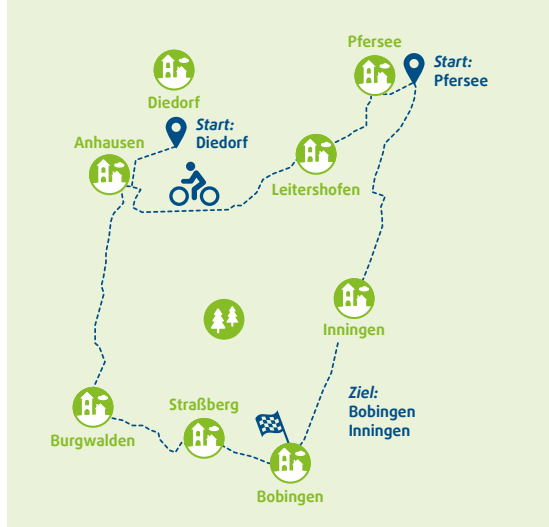 Pfersee
Start:
Pfersee
Diedorf
Start:
Diedorf
Anhausen
Leitershofen
Inningen
Ziel:
Bobingen
Inningen
Straßberg
Burgwalden
Bobingen